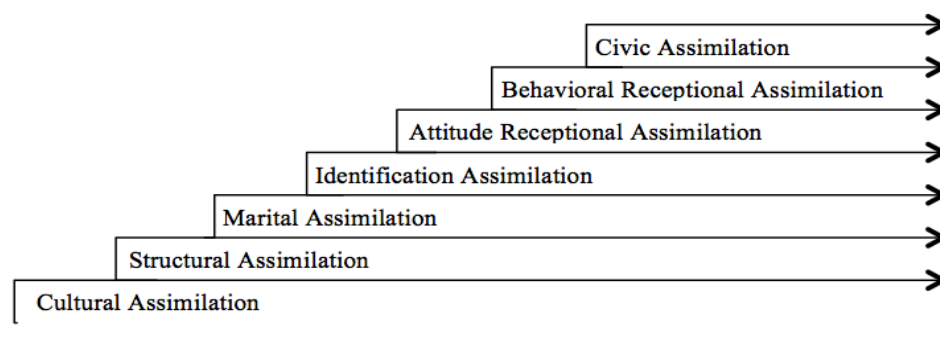 Civic Assimilation
Behavioral Receptional Assimilation
Attitude Receptional Assimilation
Identification Assimilation
Marital Assimilation
Structural Assimilation
Cultural Assimilation